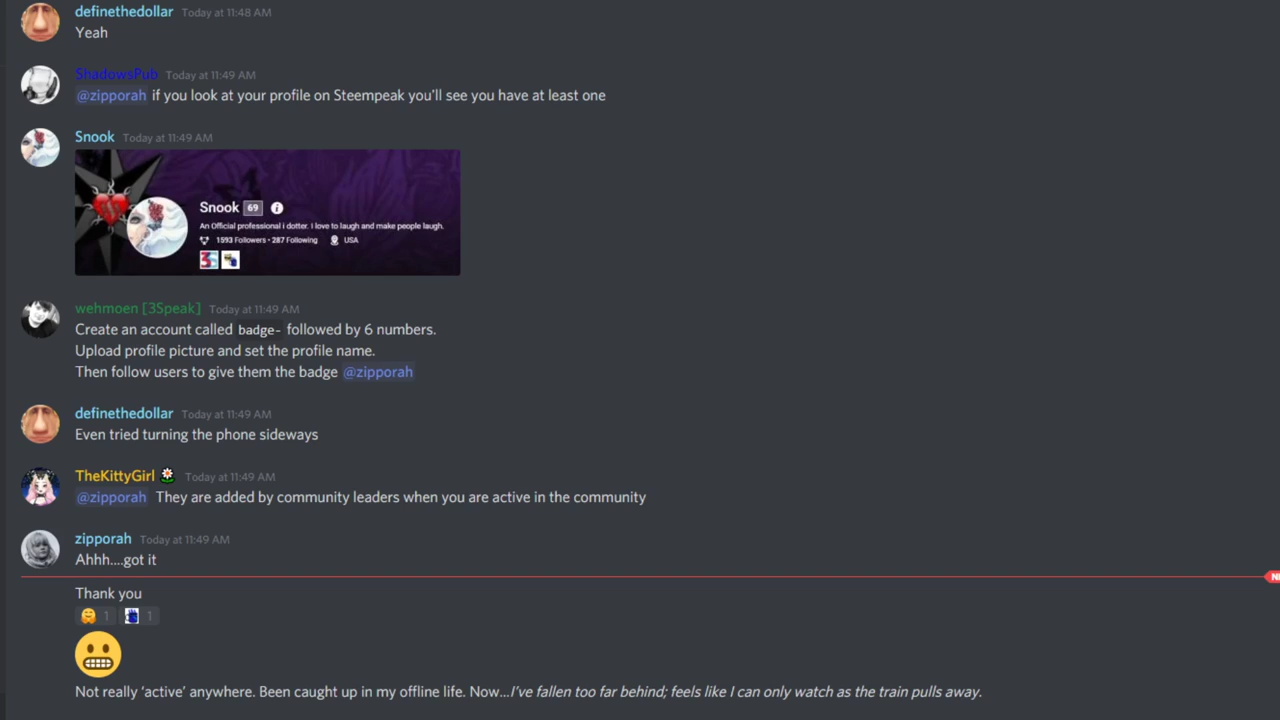 definethedollar Today at 11:48 AM
Yeah
ShadowsPub Today at 11:49 AM
@zipporah if you look at your profile on Steempeak you'll see you have at least one
Snook Today at 11:49 AM
Snook 69
An Official professional i dotter. I love to laugh and make people laugh.
1593 Followers • 287 Following USA
3S
wehmoen [3Speak] Today at 11:49 AM
Create an account called badge- followed by 6 numbers.
Upload profile picture and set the profile name.
Then follow users to give them the badge @zipporah
definethedollar Today at 11:49 AM
Even tried turning the phone sideways
TheKittyGirl Today at 11:49 AM
@zipporah They are added by community leaders when you are active in the community
zipporah Today at 11:49 AM
Ahhh....got it
Thank you
1 1
Not really ‘active’ anywhere. Been caught up in my offline life. Now...I’ve fallen too far behind; feels like I can only watch as the train pulls away.